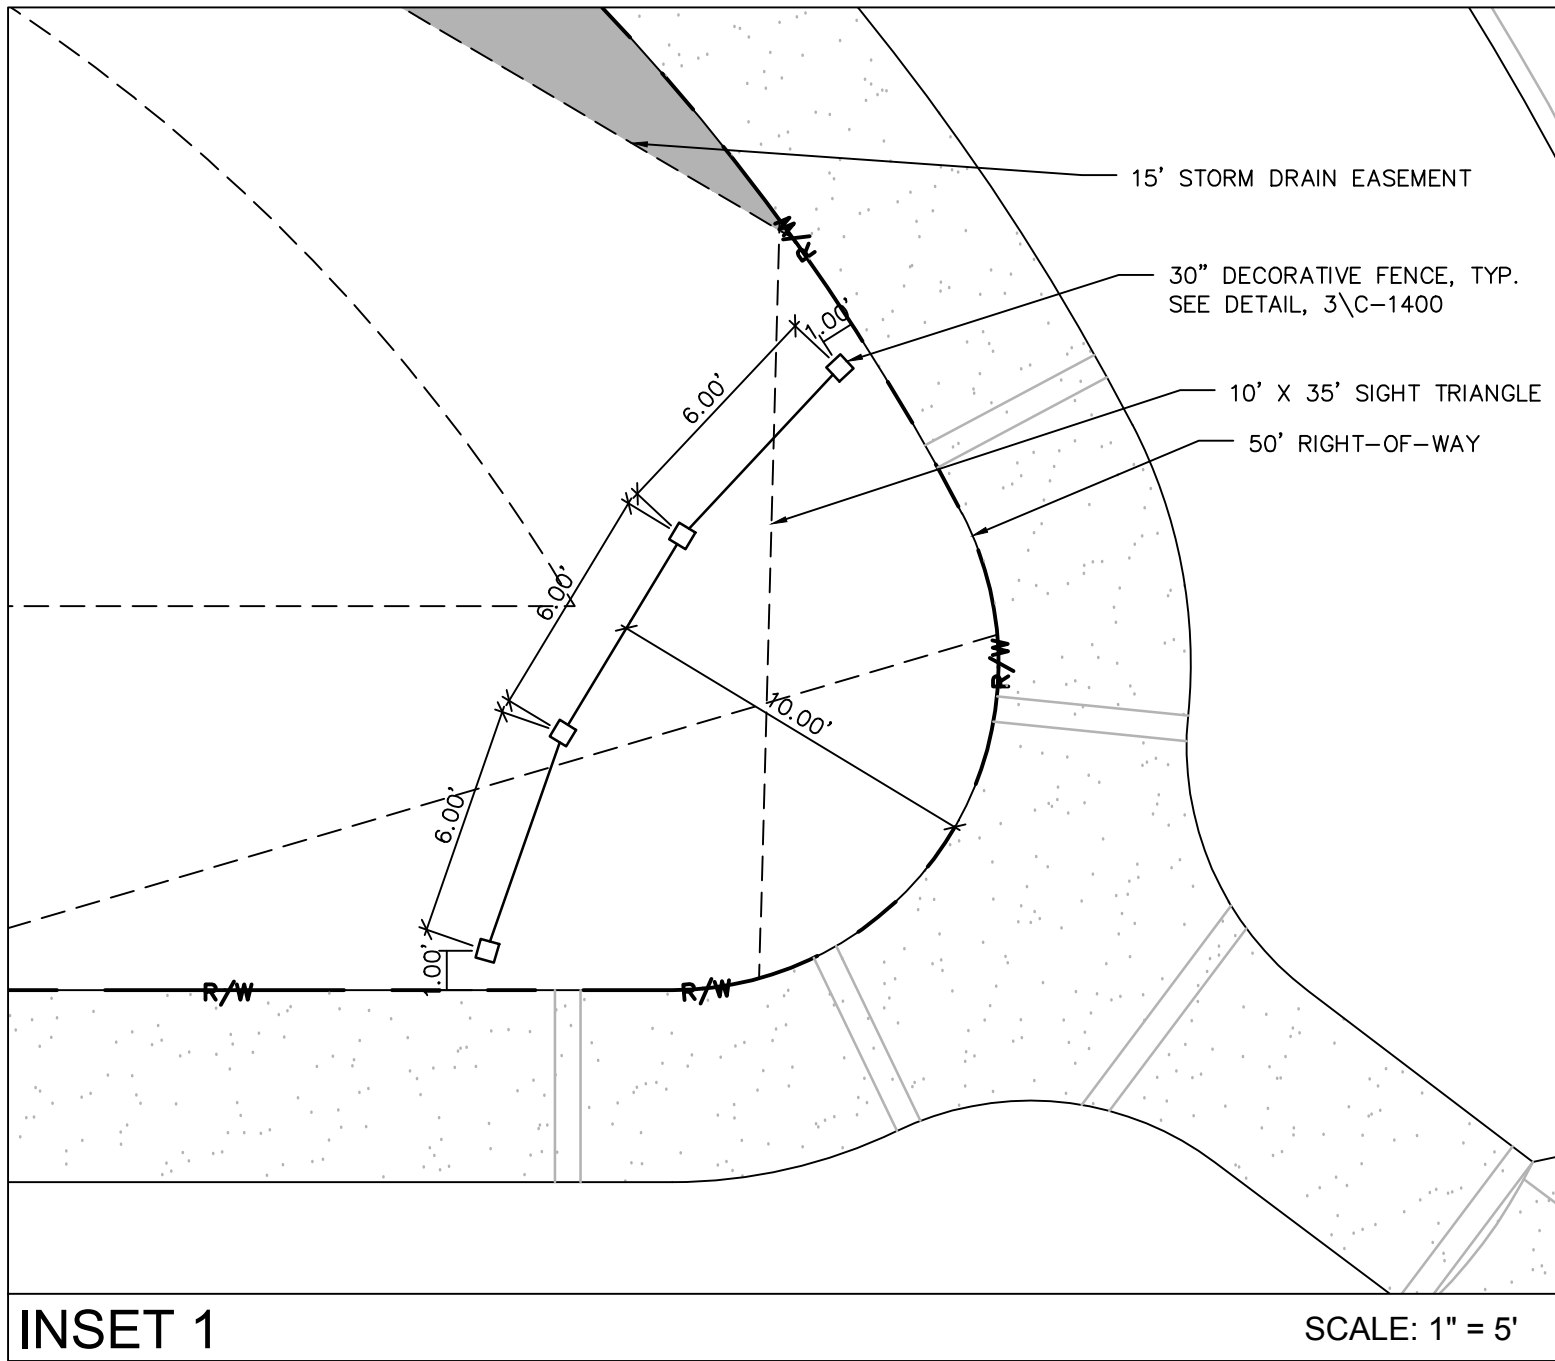 15' STORM DRAIN EASEMENT
R/W
30" DECORATIVE FENCE, TYP.
SEE DETAIL, 3\C-1400
1.00'
6.00'
10' X 35' SIGHT TRIANGLE
50' RIGHT-OF-WAY
6.00'
R/W
10.00'
6.00'
1.00'
R/W
R/W
INSET 1
SCALE: 1" = 5'